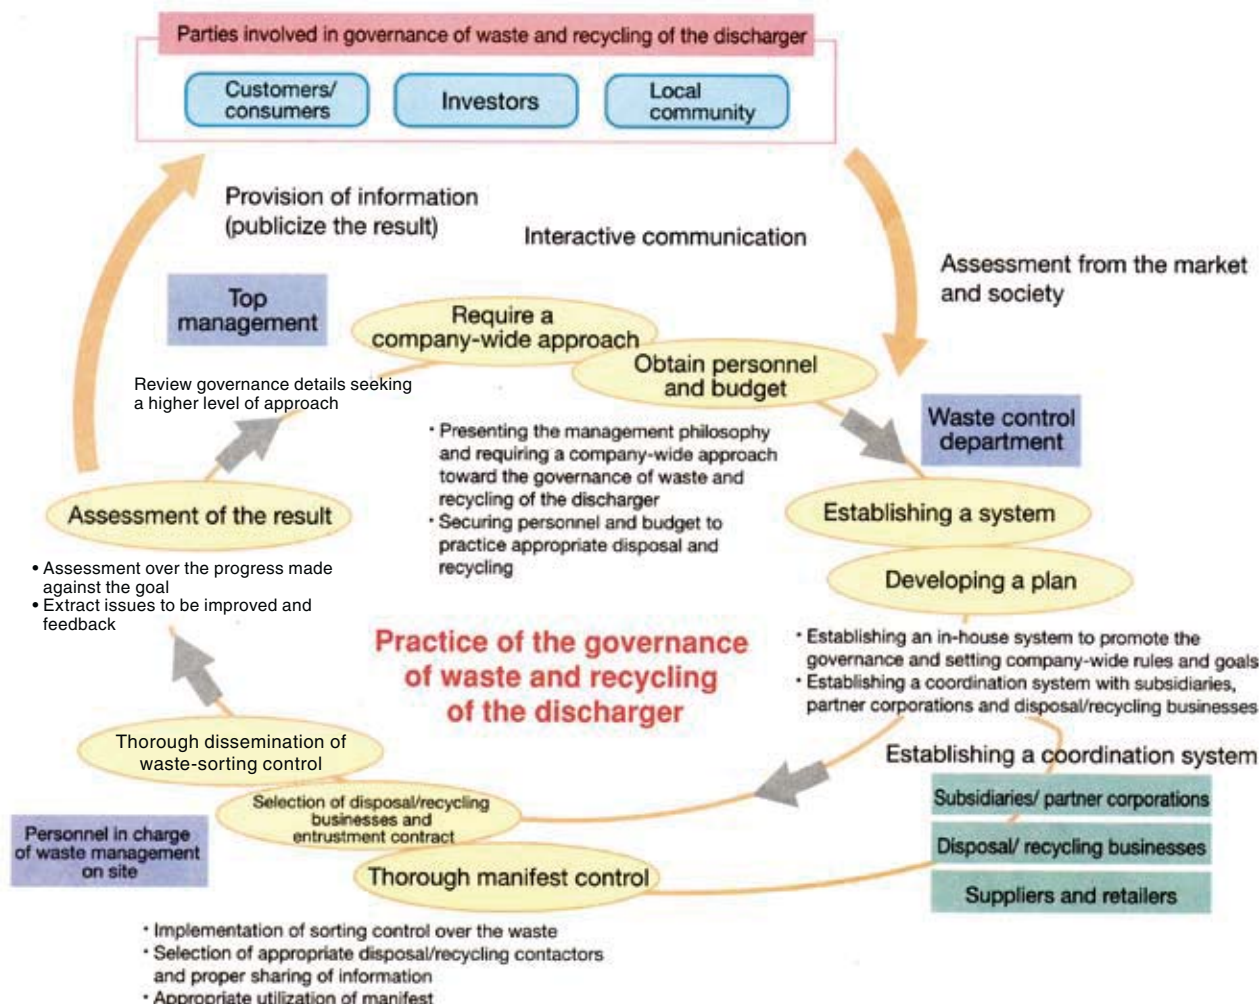 Parties involved in governance of waste and recycling of the discharger
Customers/
consumers
Investors
Local
community
Provision of information
(publicize the result)
Interactive communication
Assessment from the market
and society
Top
management
Require a
company-wide approach
Obtain personnel
and budget
Review governance details seeking
a higher level of approach
Waste control
department
· Presenting the management philosophy
and requiring a company-wide approach
toward the governance of waste and
recycling of the discharger
· Securing personnel and budget to
practice appropriate disposal and
recycling
Assessment of the result
Establishing a system
Developing a plan
• Assessment over the progress made
against the goal
• Extract issues to be improved and
feedback
Practice of the governance
of waste and recycling
of the discharger
· Establishing an in-house system to promote the
governance and setting company-wide rules and goals
· Establishing a coordination system with subsidiaries,
partner corporations and disposal/recycling businesses
Thorough dissemination of
waste-sorting control
Establishing a coordination system
Selection of disposal/recycling
businesses and
entrustment contract
Subsidiaries/ partner corporations
Personnel in charge
of waste management
on site
Disposal/ recycling businesses
Thorough manifest control
Suppliers and retailers
· Implementation of sorting control over the waste
· Selection of appropriate disposal/recycling contactors
and proper sharing of information
· Appropriate utilization of manifest